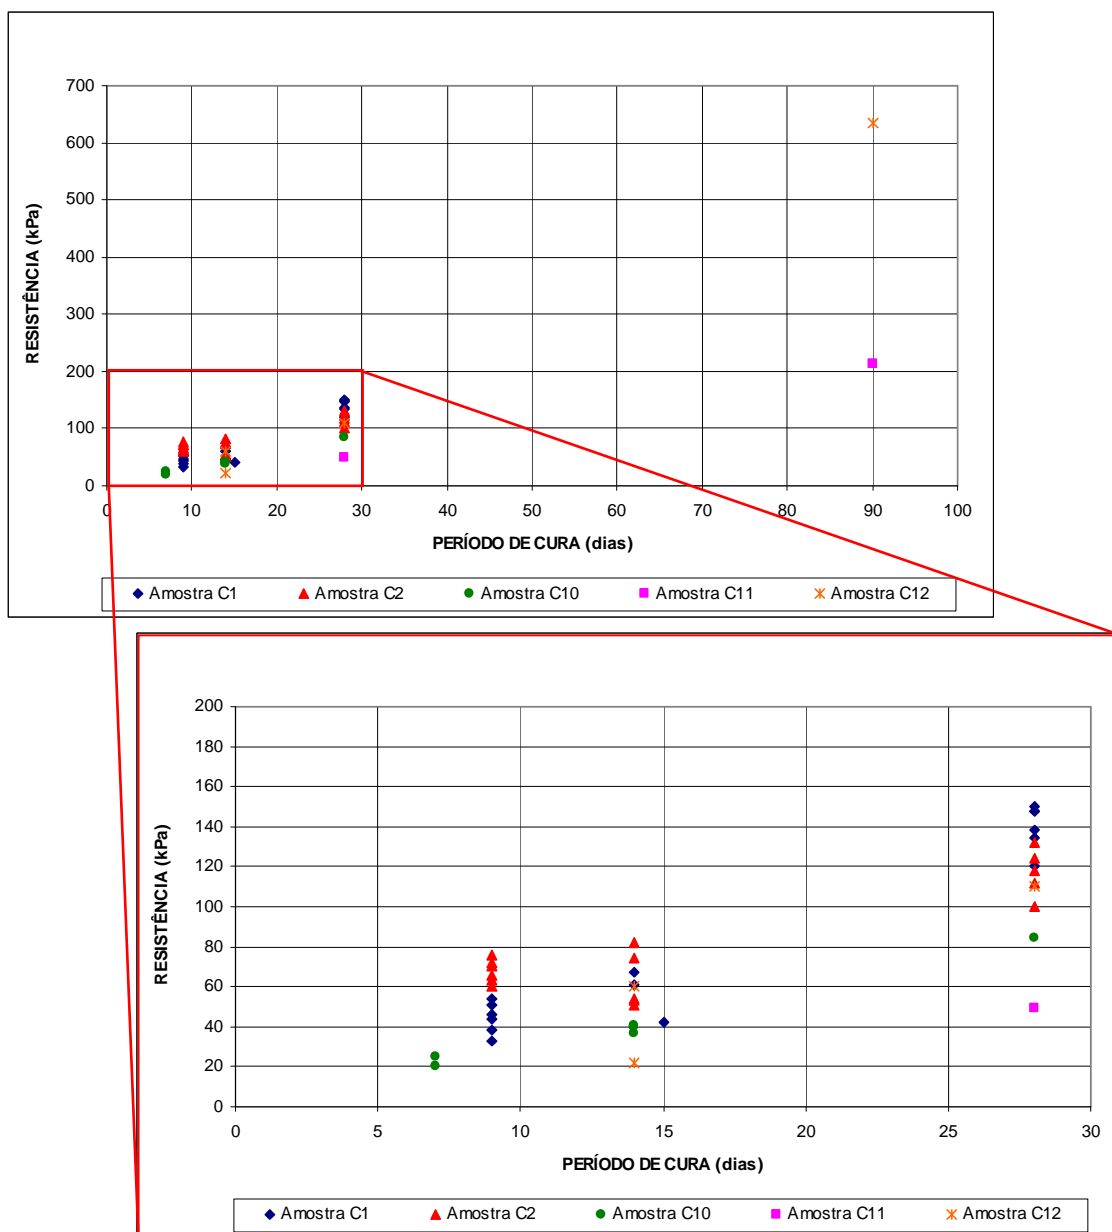 700
600
500
400
300
200
100
0
0 10 20 30 40 50 60 70 80 90 100
RESISTÊNCIA (kPa)
PERÍODO DE CURA (dias)
Amostra C1 Amostra C2 Amostra C10 Amostra C11 Amostra C12
200
180
160
140
120
100
80
60
40
20
0
0 5 10 15 20 25 30
RESISTÊNCIA (kPa)
PERÍODO DE CURA (dias)
Amostra C1 Amostra C2 Amostra C10 Amostra C11 Amostra C12